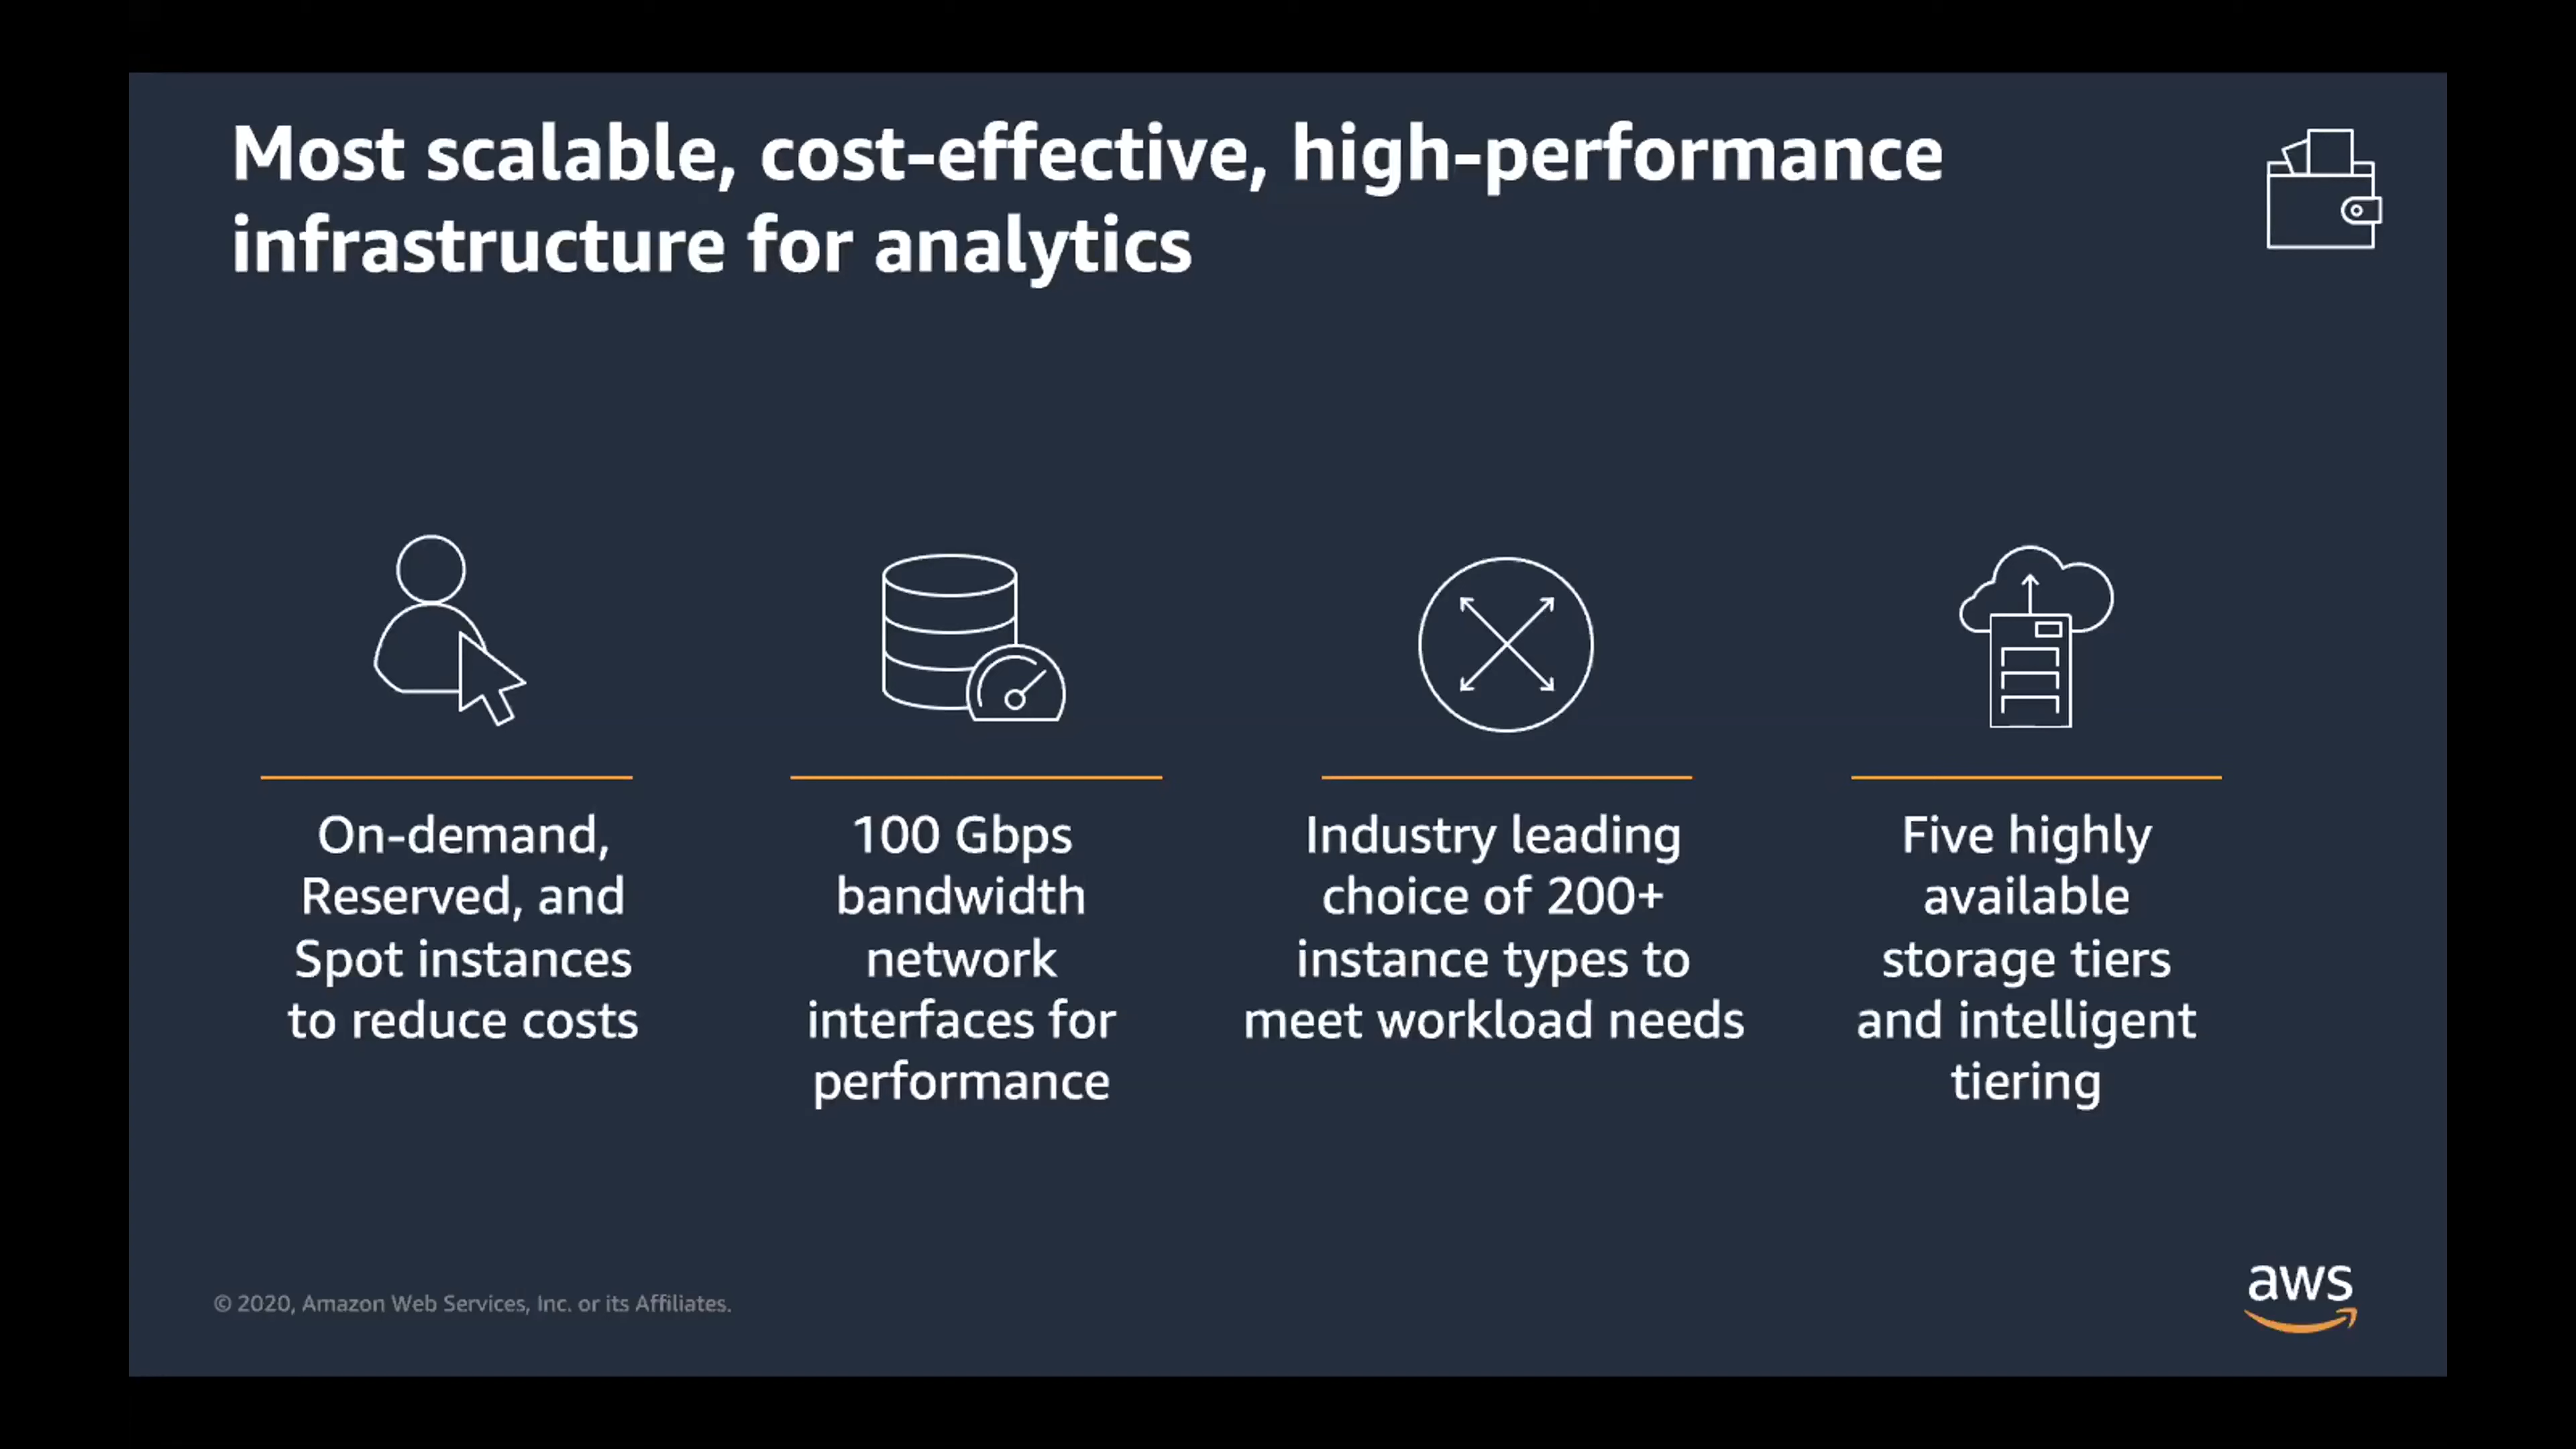 Most scalable, cost-effective, high-performance
infrastructure for analytics
On-demand,
Reserved, and
Spot instances
to reduce costs
100 Gbps
bandwidth
network
interfaces for
performance
Industry leading
choice of 200+
instance types to
meet workload needs
Five highly
available
storage tiers
and intelligent
tiering
© 2020, Amazon Web Services, Inc. or its Affiliates.
aws